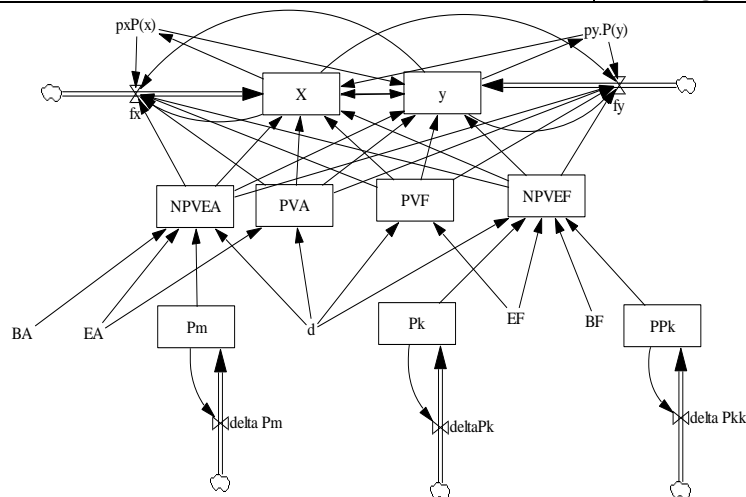 pxP(x)
py.P(y)
X
y
fx
fy
NPVEA
PVA
PVF
NPVEF
BA
EA
Pm
d
Pk
EF
BF
PPk
delta Pm
deltaPk
delta Pkk